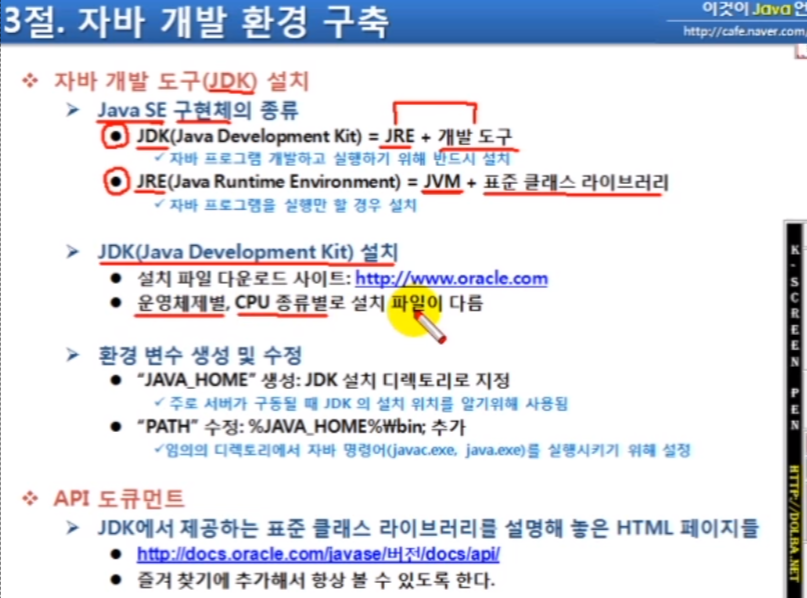 3절. 자바 개발 환경 구축
이것이 Java 언
http://cafe.naver.com/
❖ 자바 개발 도구(JDK) 설치
➢ Java SE 구현체의 종류
● JDK(Java Development Kit) = JRE + 개발 도구
✓ 자바 프로그램 개발하고 실행하기 위해 반드시 설치
● JRE(Java Runtime Environment) = JVM + 표준 클래스 라이브러리
✓ 자바 프로그램을 실행만 할 경우 설치
➢ JDK(Java Development Kit) 설치
● 설치 파일 다운로드 사이트: http://www.oracle.com
● 운영체제별, CPU 종류별로 설치 파일이 다름
➢ 환경 변수 생성 및 수정
● “JAVA_HOME” 생성: JDK 설치 디렉토리로 지정
✓ 주로 서버가 구동될 때 JDK 의 설치 위치를 알기위해 사용됨
● “PATH” 수정: %JAVA_HOME%₩bin; 추가
✓임의의 디렉토리에서 자바 명령어(javac.exe, java.exe)를 실행시키기 위해 설정
❖ API 도큐먼트
➢ JDK에서 제공하는 표준 클래스 라이브러리를 설명해 놓은 HTML 페이지들
● http://docs.oracle.com/javase/버전/docs/api/
● 즐겨 찾기에 추가해서 항상 볼 수 있도록 한다.
K-SCREEN PEN HTTP://DOLBA.NET